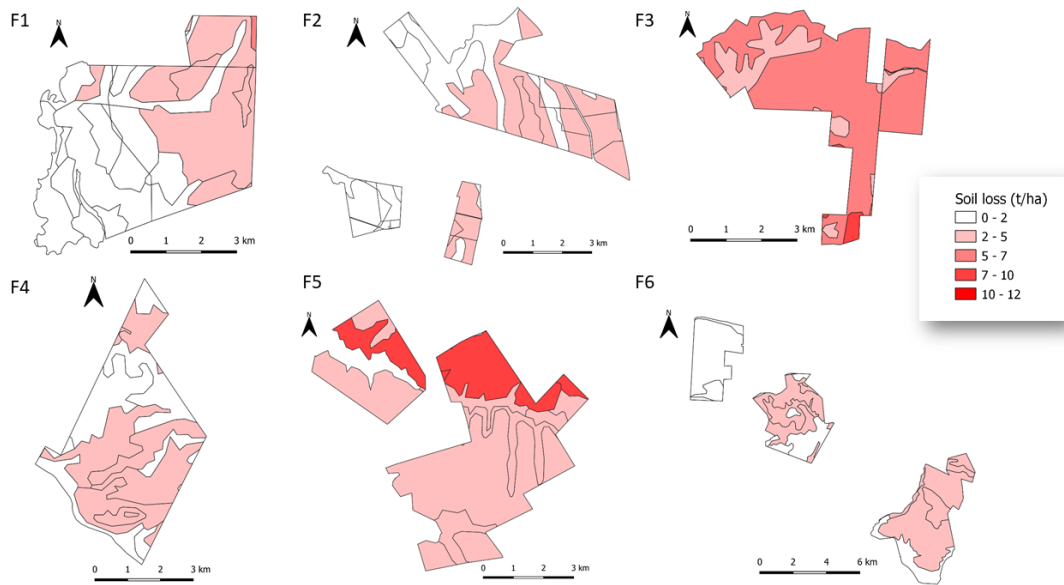 F1
N
0 1 2 3 km
F2
N
0 1 2 3 km
F3
N
0 1 2 3 km
Soil loss (t/ha)
0 - 2
2 - 5
5 - 7
7 - 10
10 - 12
F4
N
0 1 2 3 km
F5
N
0 1 2 3 km
F6
N
0 2 4 6 km